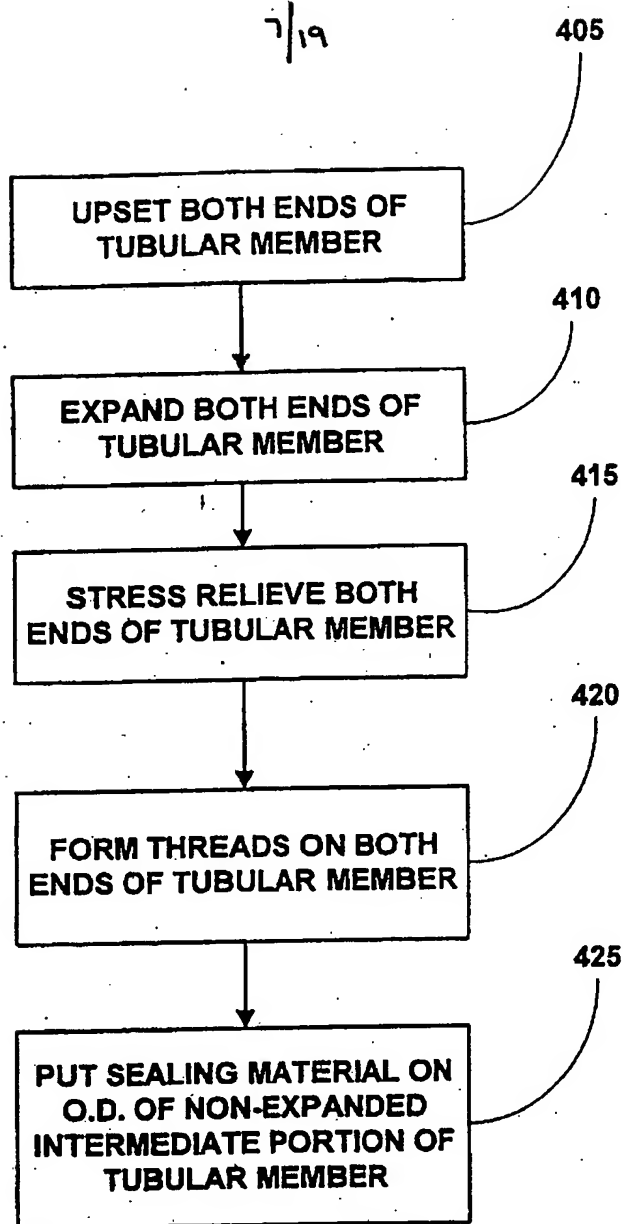 7/19
405
UPSET BOTH ENDS OF
TUBULAR MEMBER
410
EXPAND BOTH ENDS OF
TUBULAR MEMBER
415
STRESS RELIEVE BOTH
ENDS OF TUBULAR MEMBER
420
FORM THREADS ON BOTH
ENDS OF TUBULAR MEMBER
425
PUT SEALING MATERIAL ON
O.D. OF NON-EXPANDED
INTERMEDIATE PORTION OF
TUBULAR MEMBER